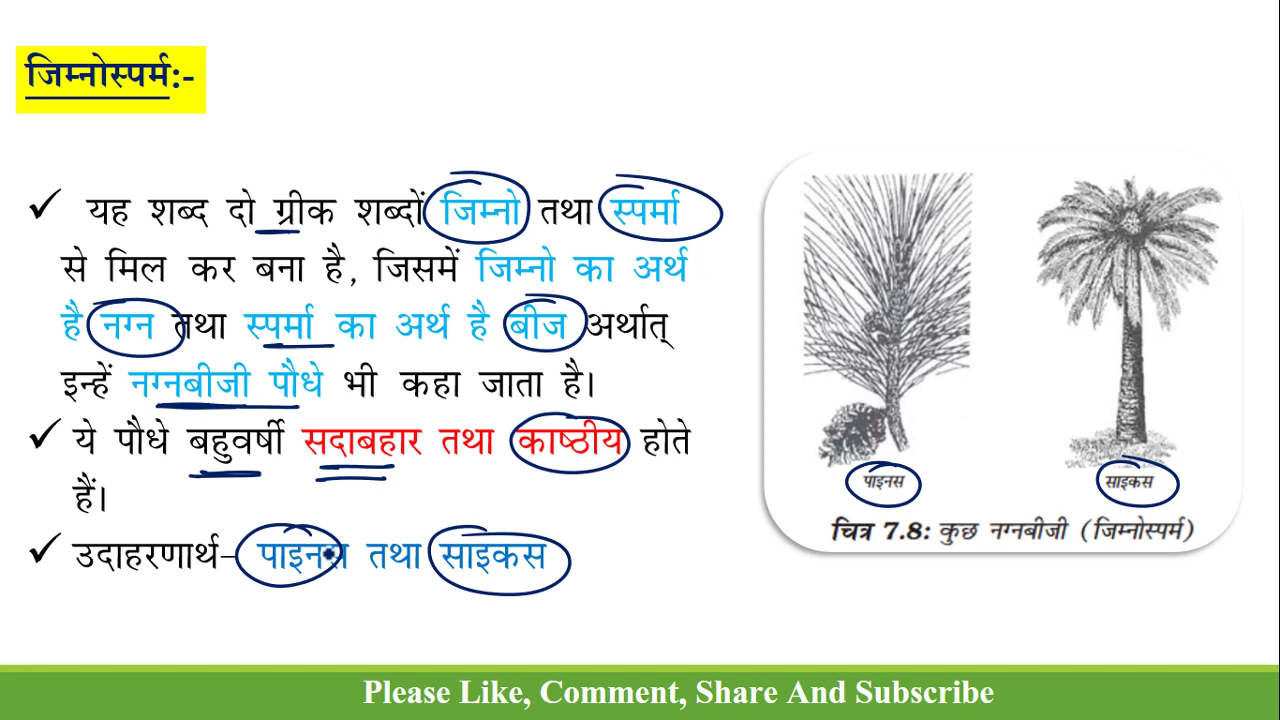 जिम्नोस्पर्म:-
✓ यह शब्द दो ग्रीक शब्दों जिम्नो तथा स्पर्मा
से मिल कर बना है, जिसमें जिम्नो का अर्थ
है नग्न तथा स्पर्मा का अर्थ है बीज अर्थात्
इन्हें नग्नबीजी पौधे भी कहा जाता है।
✓ ये पौधे बहुवर्षी सदाबहार तथा काष्ठीय होते
हैं।
✓ उदाहरणार्थ– पाइनस तथा साइकस
पाइनस
साइकस
चित्र 7.8: कुछ नग्नबीजी (जिम्नोस्पर्म)
Please Like, Comment, Share And Subscribe